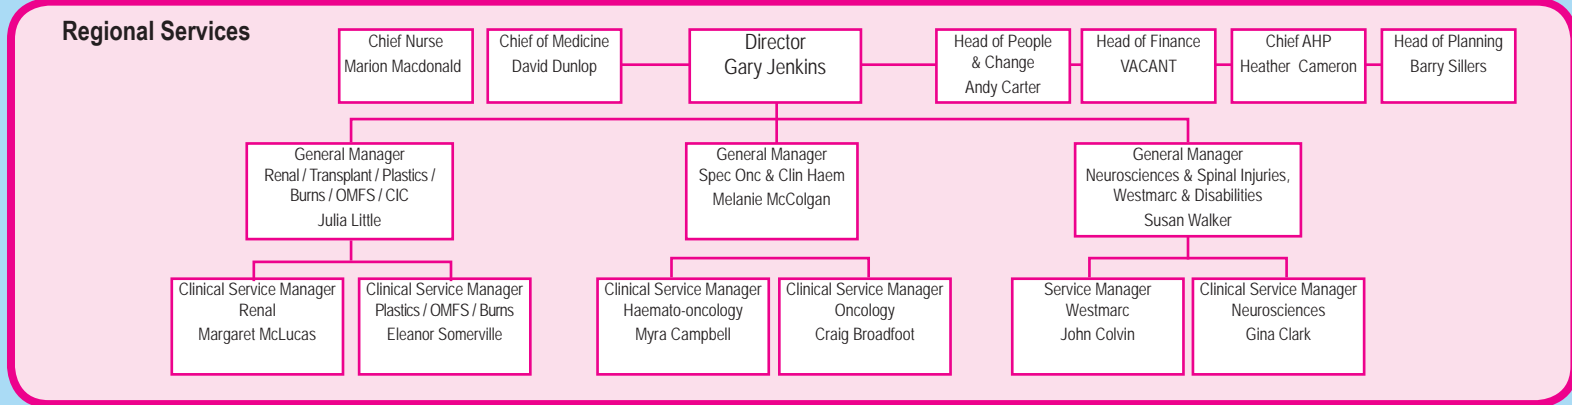 Regional Services
Chief Nurse
Marion Macdonald
Chief of Medicine
David Dunlop
Director
Gary Jenkins
Head of People
& Change
Andy Carter
Head of Finance
VACANT
Chief AHP
Heather Cameron
Head of Planning
Barry Sillers
General Manager
Renal / Transplant / Plastics /
Burns / OMFS / CIC
Julia Little
General Manager
Spec Onc & Clin Haem
Melanie McColgan
General Manager
Neurosciences & Spinal Injuries,
Westmarc & Disabilities
Susan Walker
Clinical Service Manager
Renal
Margaret McLucas
Clinical Service Manager
Plastics / OMFS / Burns
Eleanor Somerville
Clinical Service Manager
Haemato-oncology
Myra Campbell
Clinical Service Manager
Oncology
Craig Broadfoot
Service Manager
Westmarc
John Colvin
Clinical Service Manager
Neurosciences
Gina Clark